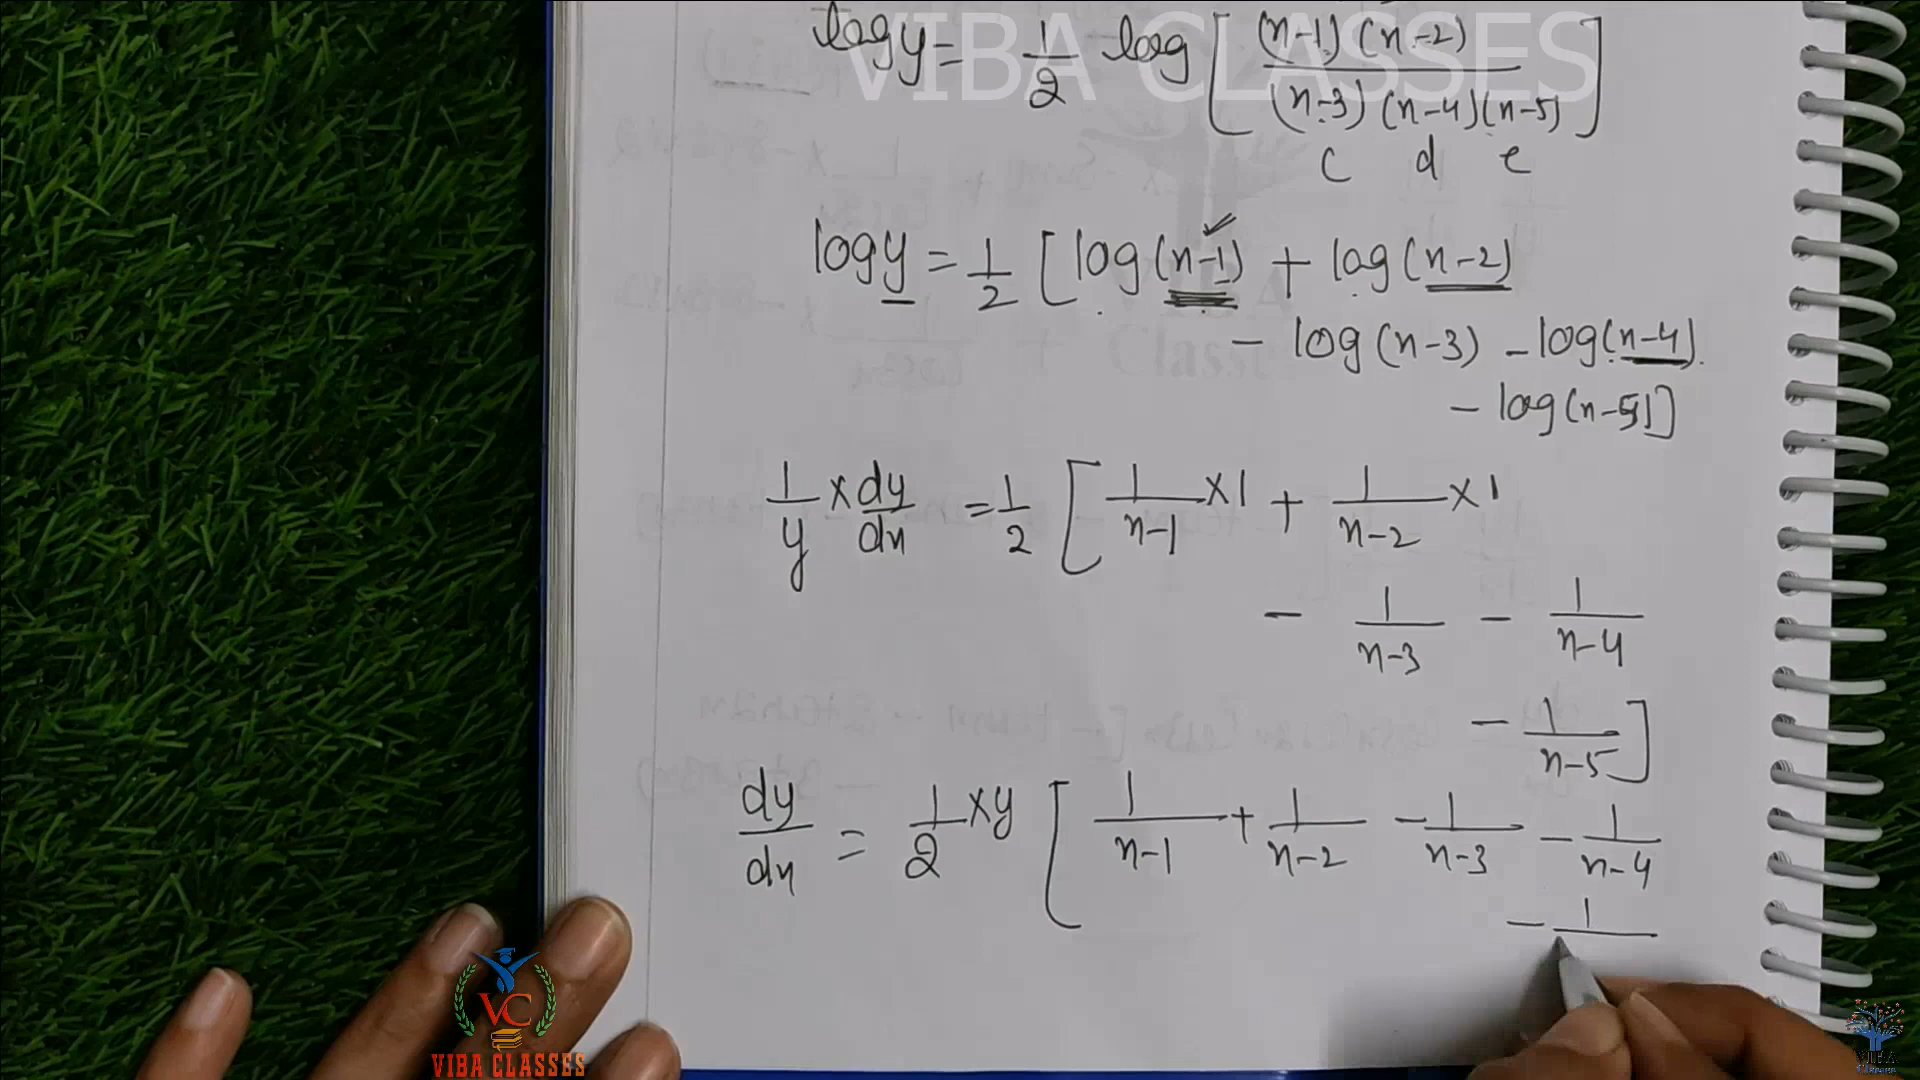 VIBA CLASSES
log y = 1/2 log [ (x-1)(x-2) / (x-3)(x-4)(x-5) ]
c d e
log y = 1/2 [ log(x-1) + log(x-2)
- log(x-3) - log(x-4)
- log(x-5) ]
1/y × dy/dx = 1/2 [ 1/(x-1) ×1 + 1/(x-2) ×1
- 1/(x-3) - 1/(x-4)
- 1/(x-5) ]
dy/dx = 1/2 × y [ 1/(x-1) + 1/(x-2) - 1/(x-3) - 1/(x-4)
- 1/
VC
VIBA CLASSES
VIBA
Classes